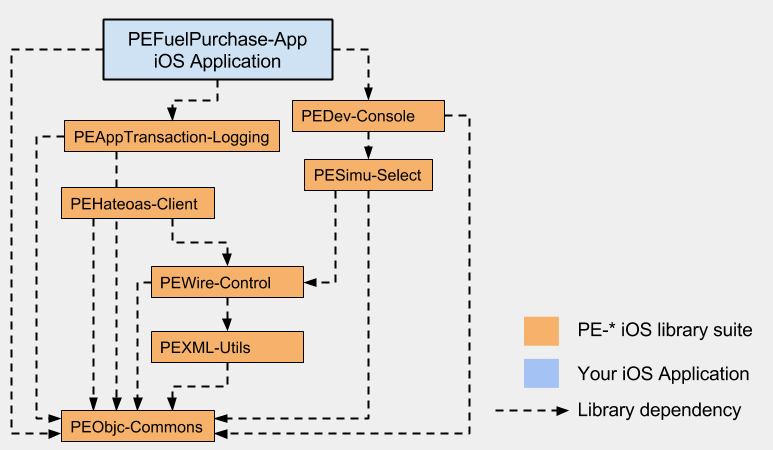 PEFuelPurchase-App
iOS Application
PEDev-Console
PEAppTransaction-Logging
PESimu-Select
PEHateoas-Client
PEWire-Control
PEXML-Utils
PEObjc-Commons
PE-* iOS library suite
Your iOS Application
Library dependency